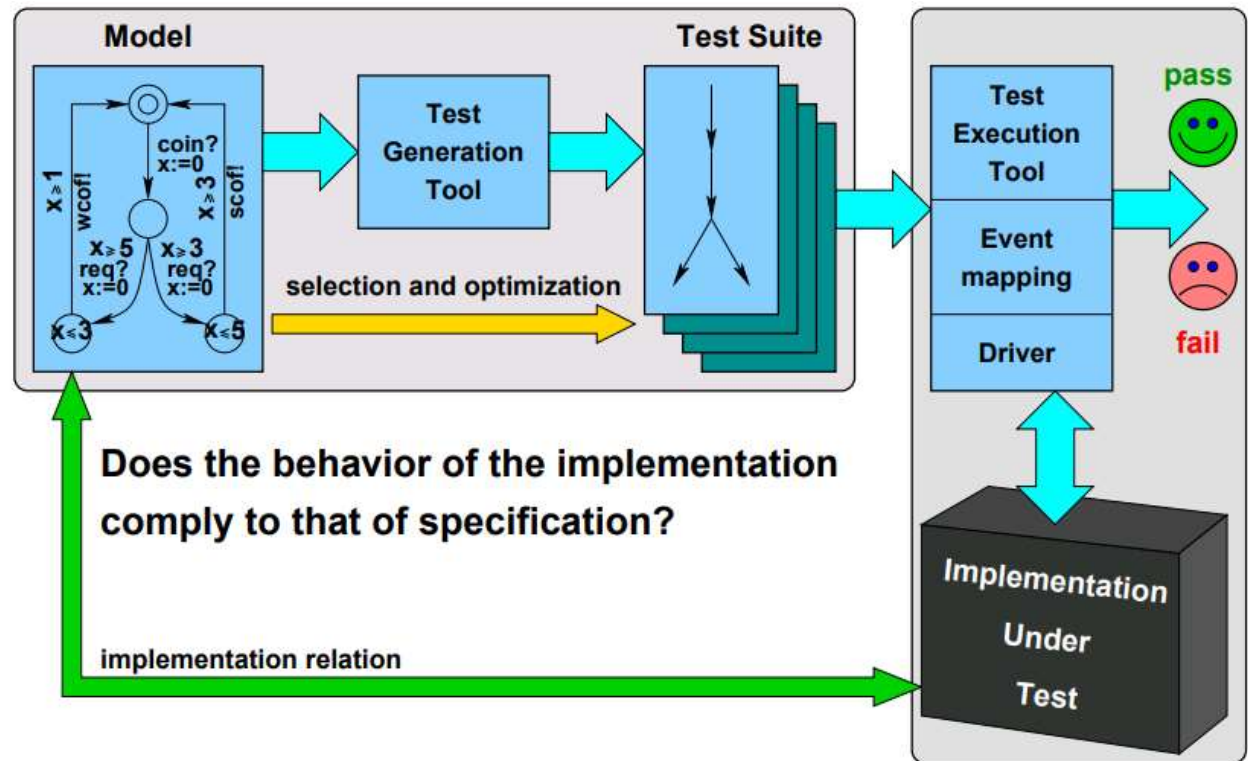 Model
coin?
x:=0
x≥1
wcof!
x≥3
scof!
x≥5
req?
x:=0
x≥3
req?
x:=0
x≤3
x≤5
Test
Generation
Tool
selection and optimization
Test Suite
Test
Execution
Tool
Event
mapping
Driver
pass
fail
Does the behavior of the implementation
comply to that of specification?
implementation relation
Implementation
Under
Test